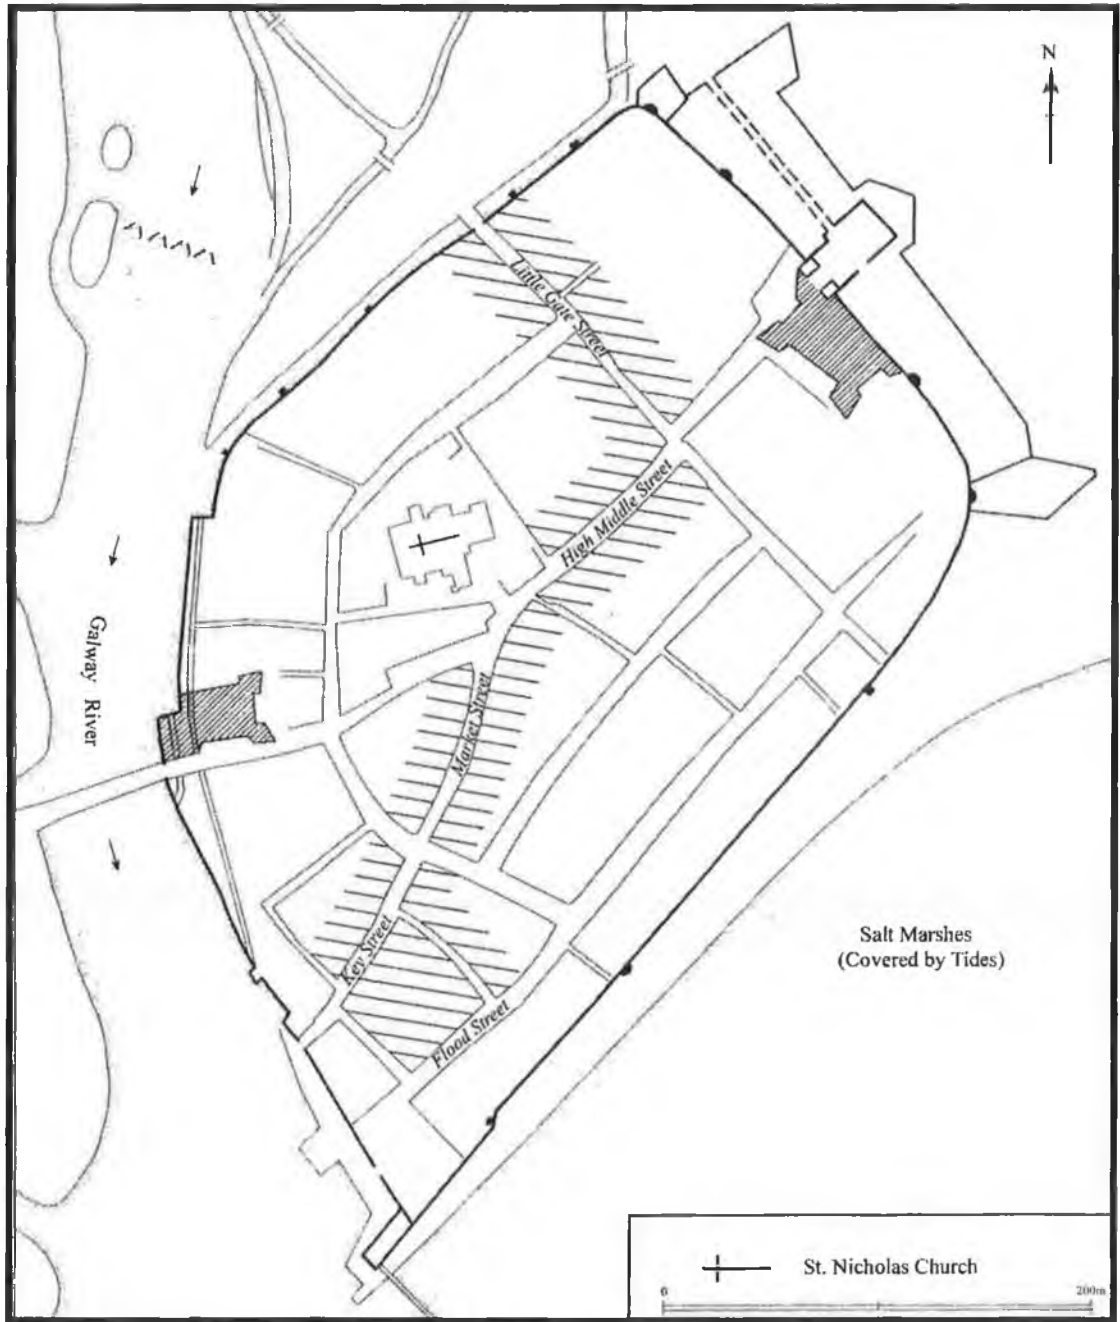 N
Little Gate Street
High Middle Street
Galway River
Market Street
Key Street
Flood Street
Salt Marshes
(Covered by Tides)
St. Nicholas Church
0 200m